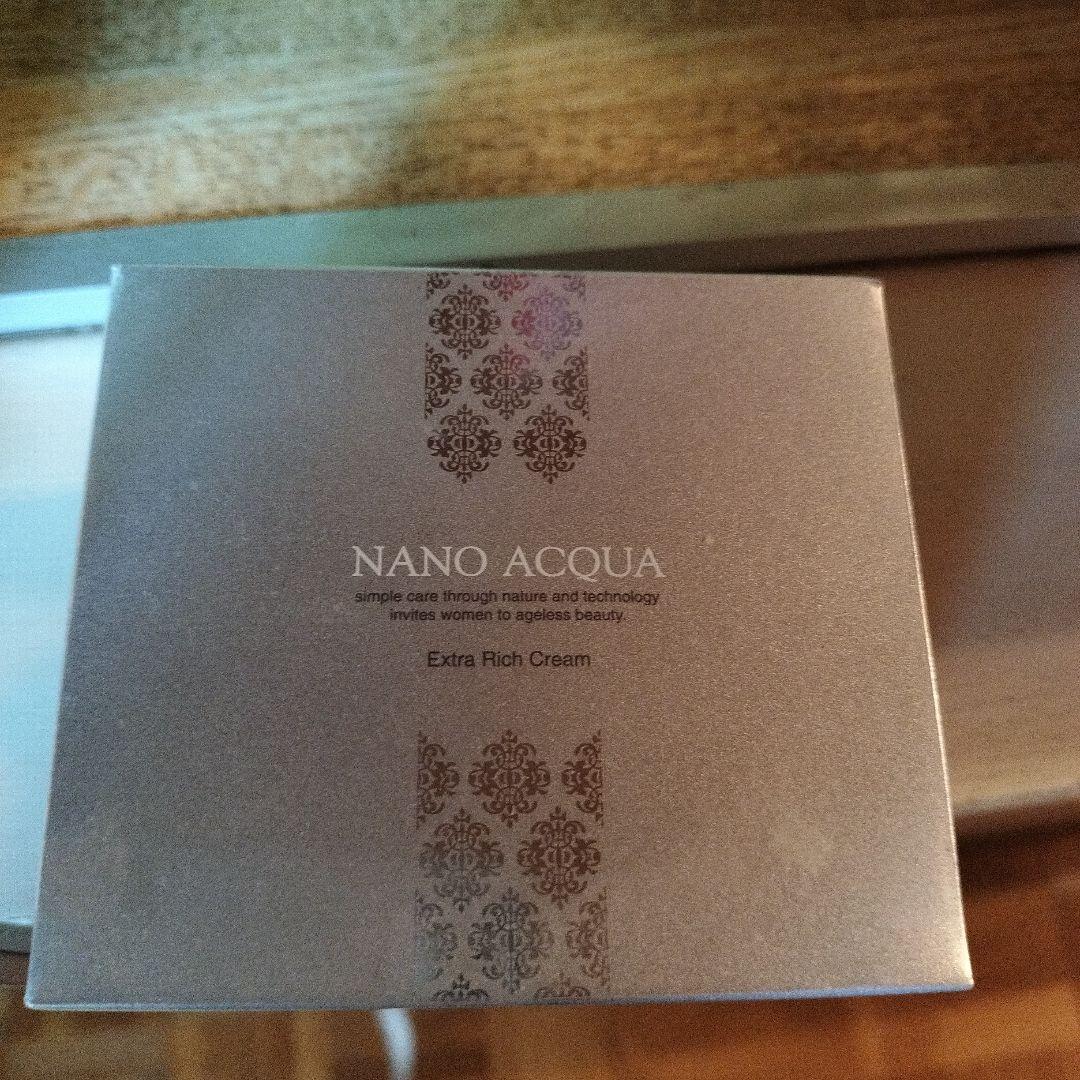 NANO ACQUA
simple care through nature and technology
invites women to ageless beauty.
Extra Rich Cream